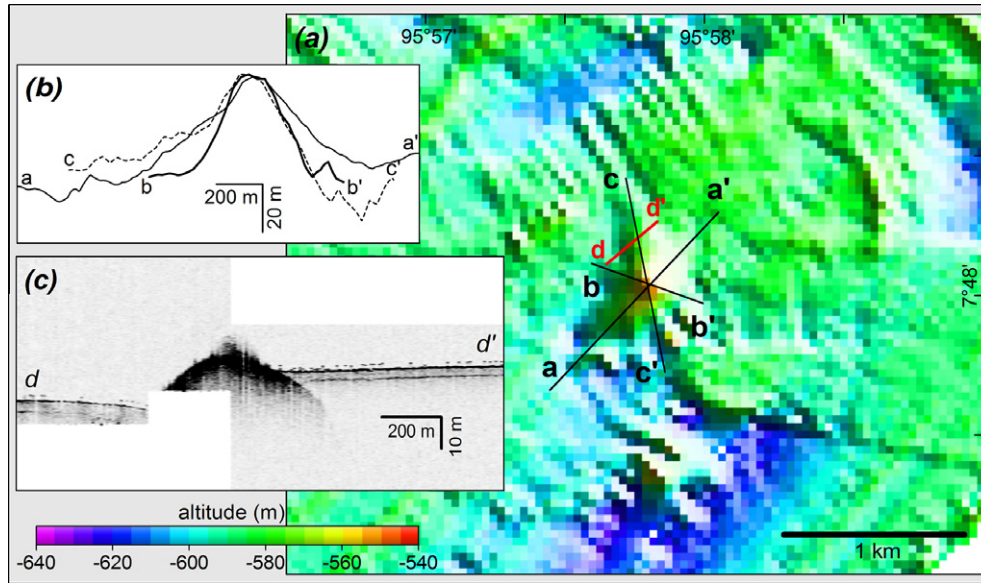 (a)
95°57'
95°58'
7°48'
c
a'
d'
d
b
b'
a
c'
1 km
(b)
c
a
b
a'
c'
b'
200 m
20 m
(c)
d
d'
200 m
10 m
altitude (m)
-640
-620
-600
-580
-560
-540